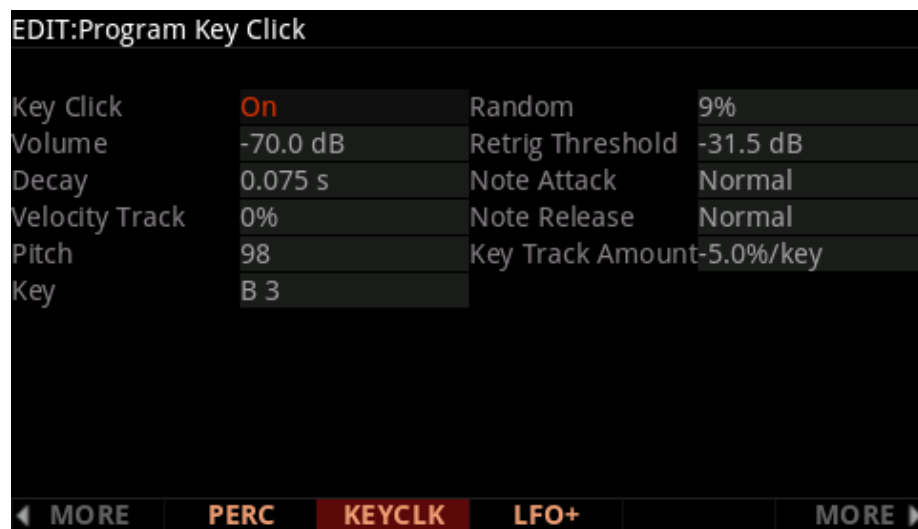 EDIT:Program Key Click
Key Click On Random 9%
Volume -70.0 dB Retrig Threshold -31.5 dB
Decay 0.075 s Note Attack Normal
Velocity Track 0% Note Release Normal
Pitch 98 Key Track Amount -5.0%/key
Key B 3
MORE PERC KEYCLK LFO+ MORE